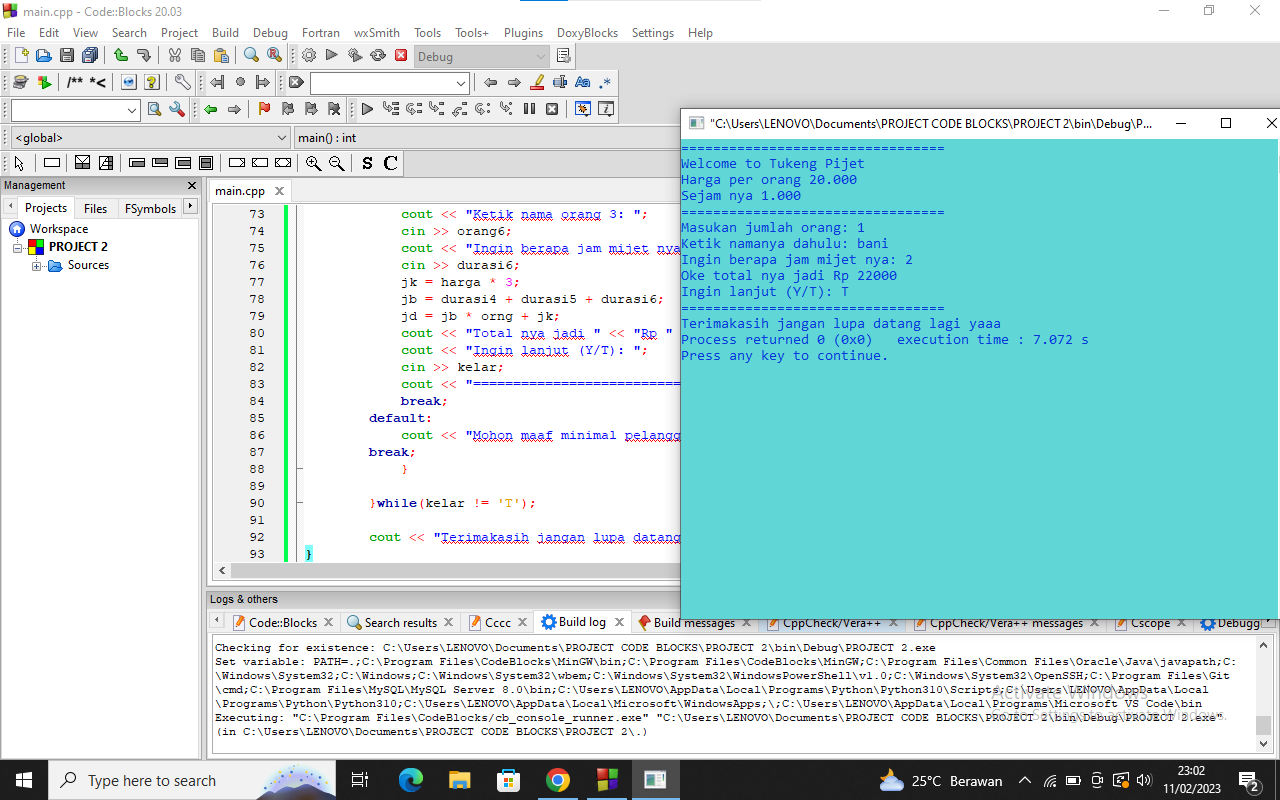 main.cpp - Code::Blocks 20.03
File Edit View Search Project Build Debug Fortran wxSmith Tools Tools+ Plugins DoxyBlocks Settings Help
Debug
/** *<
Aa .*
<global>
main() : int
S C
Management
Projects Files FSymbols
Workspace
PROJECT 2
Sources
main.cpp
73 cout << "Ketik nama orang 3: ";
74 cin >> orang6;
75 cout << "Ingin berapa jam mijet nya
76 cin >> durasi6;
77 jk = harga * 3;
78 jb = durasi4 + durasi5 + durasi6;
79 jd = jb * orng + jk;
80 cout << "Total nya jadi " << "Rp "
81 cout << "Ingin lanjut (Y/T): ";
82 cin >> kelar;
83 cout << "==========================
84 break;
85 default:
86 cout << "Mohon maaf minimal pelangg
87 break;
88 }
89
90 }while(kelar != 'T');
91
92 cout << "Terimakasih jangan lupa datang
93 }
"C:\Users\LENOVO\Documents\PROJECT CODE BLOCKS\PROJECT 2\bin\Debug\P...
=================================
Welcome to Tukeng Pijet
Harga per orang 20.000
Sejam nya 1.000
=================================
Masukan jumlah orang: 1
Ketik namanya dahulu: bani
Ingin berapa jam mijet nya: 2
Oke total nya jadi Rp 22000
Ingin lanjut (Y/T): T
=================================
Terimakasih jangan lupa datang lagi yaaa
Process returned 0 (0x0)   execution time : 7.072 s
Press any key to continue.
Logs & others
Code::Blocks Search results Cccc Build log Build messages CppCheck/Vera++ CppCheck/Vera++ messages Cscope Debugg
Checking for existence: C:\Users\LENOVO\Documents\PROJECT CODE BLOCKS\PROJECT 2\bin\Debug\PROJECT 2.exe
Set variable: PATH=.;C:\Program Files\CodeBlocks\MinGW\bin;C:\Program Files\CodeBlocks\MinGW;C:\Program Files\Common Files\Oracle\Java\javapath;C:
\Windows\System32;C:\Windows;C:\Windows\System32\wbem;C:\Windows\System32\WindowsPowerShell\v1.0;C:\Windows\System32\OpenSSH;C:\Program Files\Git
\cmd;C:\Program Files\MySQL\MySQL Server 8.0\bin;C:\Users\LENOVO\AppData\Local\Programs\Python\Python310\Scripts;C:\Users\LENOVO\AppData\Local
\Programs\Python\Python310;C:\Users\LENOVO\AppData\Local\Microsoft\WindowsApps;\;C:\Users\LENOVO\AppData\Local\Programs\Microsoft VS Code\bin
Executing: "C:\Program Files\CodeBlocks/cb_console_runner.exe" "C:\Users\LENOVO\Documents\PROJECT CODE BLOCKS\PROJECT 2\bin\Debug\PROJECT 2.exe"
(in C:\Users\LENOVO\Documents\PROJECT CODE BLOCKS\PROJECT 2\.)
Activate Windows
Go to Settings to activate Windows.
Type here to search
25°C Berawan
23:02
11/02/2023
2